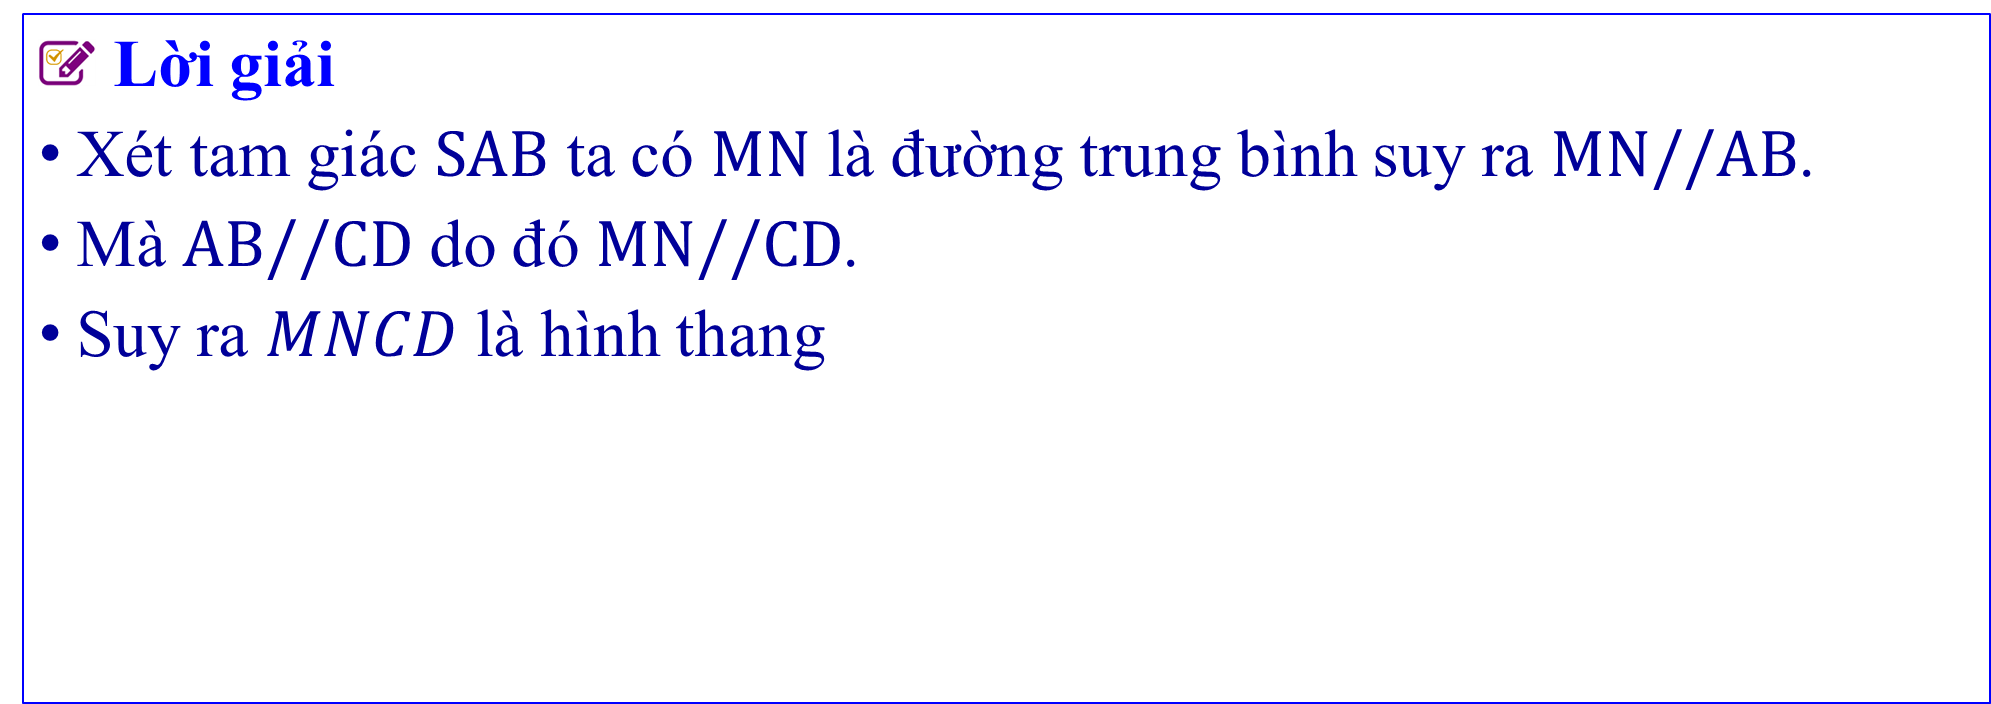 Lời giải
• Xét tam giác SAB ta có MN là đường trung bình suy ra MN//AB.
• Mà AB//CD do đó MN//CD.
• Suy ra MNCD là hình thang